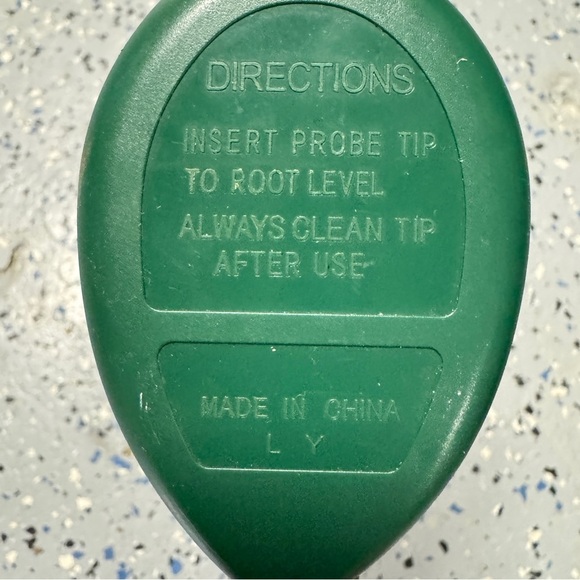 DIRECTIONS
INSERT PROBE TIP
TO ROOT LEVEL
ALWAYS CLEAN TIP
AFTER USE
MADE IN CHINA
L Y